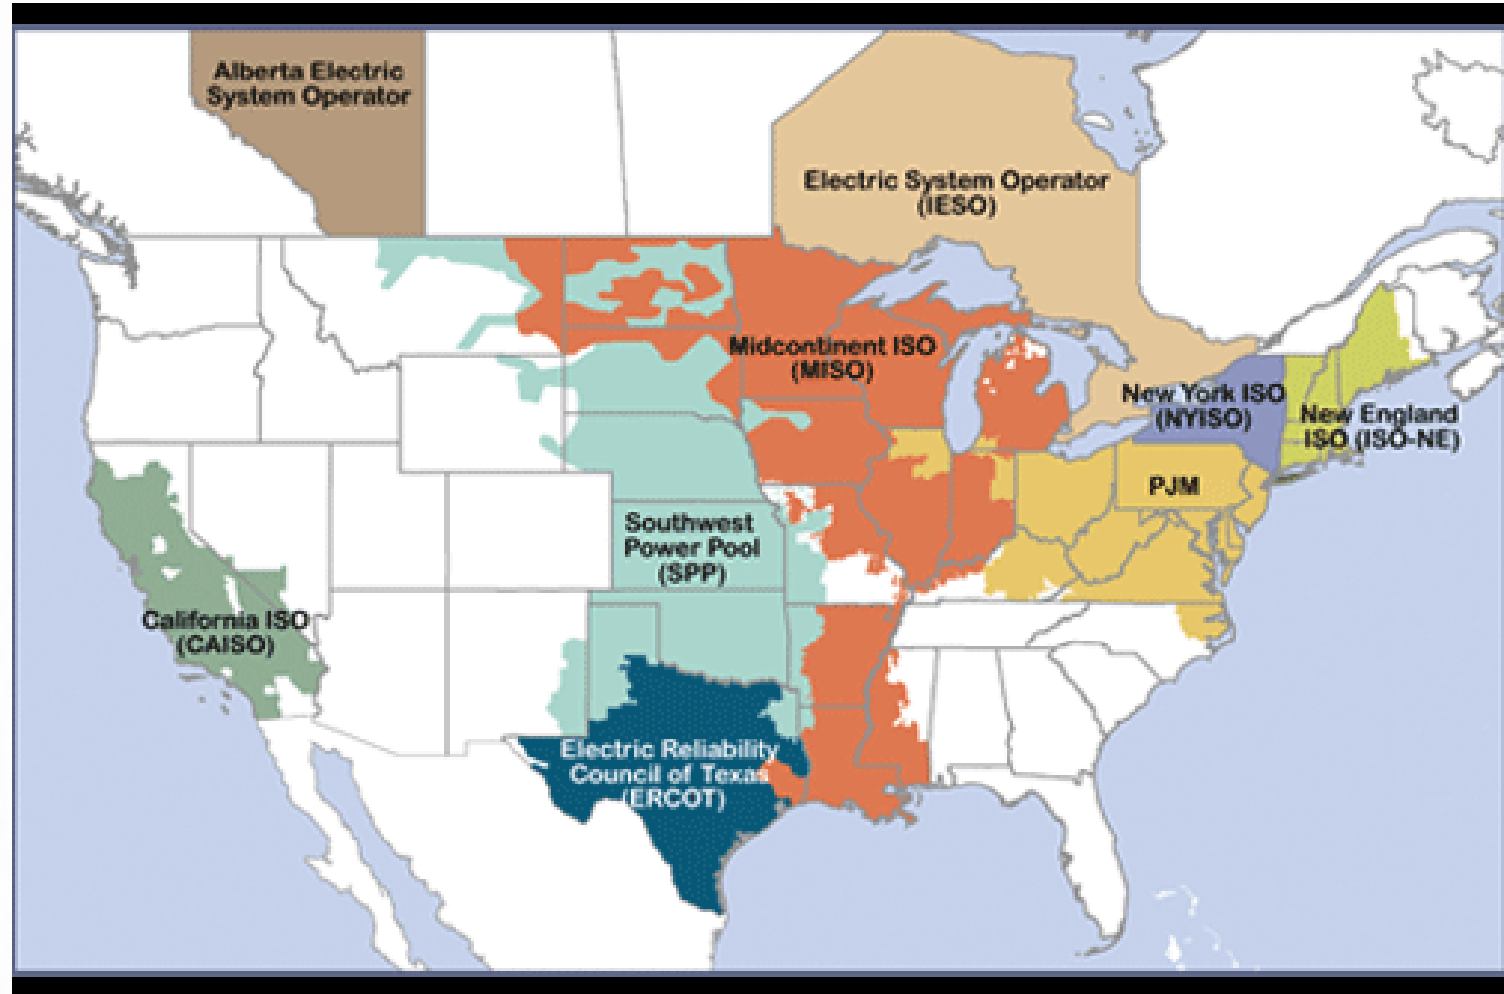 Alberta Electric
System Operator
Electric System Operator
(IESO)
Midcontinent ISO
(MISO)
New York ISO
(NYISO)
New England
ISO (ISO-NE)
PJM
Southwest
Power Pool
(SPP)
California ISO
(CAISO)
Electric Reliability
Council of Texas
(ERCOT)